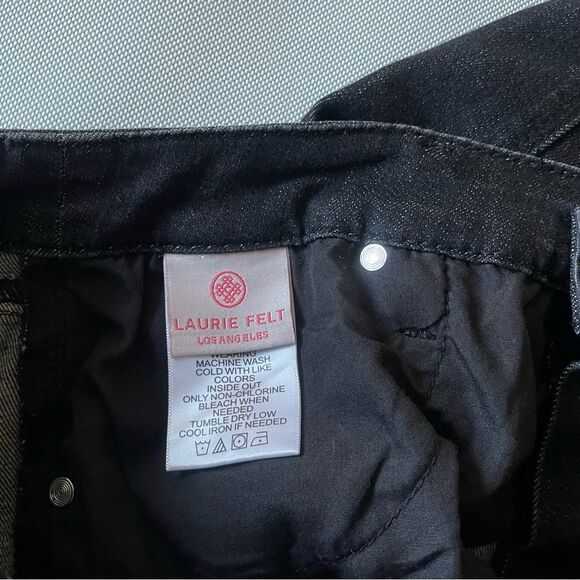 LAURIE FELT
LOS ANGELES
WEARING
MACHINE WASH
COLD WITH LIKE
COLORS
INSIDE OUT
ONLY NON-CHLORINE
BLEACH WHEN
NEEDED
TUMBLE DRY LOW
COOL IRON IF NEEDED